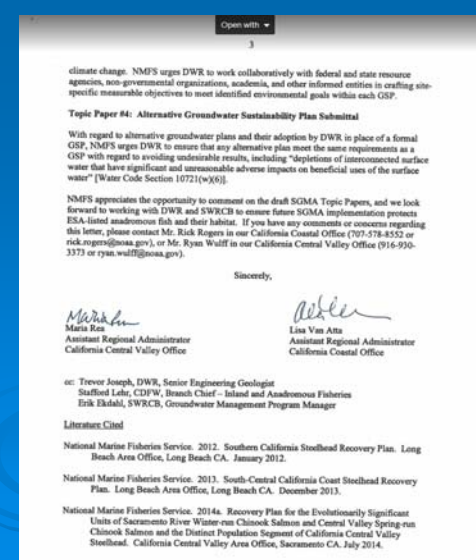 Open with
3
climate change. NMFS urges DWR to work collaboratively with federal and state resource
agencies, non-governmental organizations, academia, and other informed entities in crafting site-
specific measurable objectives to meet identified environmental goals within each GSP.
Topic Paper #4: Alternative Groundwater Sustainability Plan Submittal
With regard to alternative groundwater plans and their adoption by DWR in place of a formal
GSP, NMFS urges DWR to ensure that any alternative plan meet the same requirements as a
GSP with regard to avoiding undesirable results, including “depletions of interconnected surface
water that have significant and unreasonable adverse impacts on beneficial uses of the surface
water” [Water Code Section 10721(w)(6)].
NMFS appreciates the opportunity to comment on the draft SGMA Topic Papers, and we look
forward to working with DWR and SWRCB to ensure future SGMA implementation protects
ESA-listed anadromous fish and their habitat. If you have any comments or concerns regarding
this letter, please contact Mr. Rick Rogers in our California Coastal Office (707-578-8552 or
rick.rogers@noaa.gov), or Mr. Ryan Wulff in our California Central Valley Office (916-930-
3373 or ryan.wulff@noaa.gov).
Sincerely,
Maria Rea
Lisa Van Atta
Assistant Regional Administrator
Assistant Regional Administrator
California Central Valley Office
California Coastal Office
cc: Trevor Joseph, DWR, Senior Engineering Geologist
Stafford Lehr, CDFW, Branch Chief – Inland and Anadromous Fisheries
Erik Ekdahl, SWRCB, Groundwater Management Program Manager
Literature Cited
National Marine Fisheries Service. 2012. Southern California Steelhead Recovery Plan. Long
Beach Area Office, Long Beach CA. January 2012.
National Marine Fisheries Service. 2013. South-Central California Coast Steelhead Recovery
Plan. Long Beach Area Office, Long Beach CA. December 2013.
National Marine Fisheries Service. 2014a. Recovery Plan for the Evolutionarily Significant
Units of Sacramento River Winter-run Chinook Salmon and Central Valley Spring-run
Chinook Salmon and the Distinct Population Segment of California Central Valley
Steelhead. California Central Valley Area Office, Sacramento CA. July 2014.